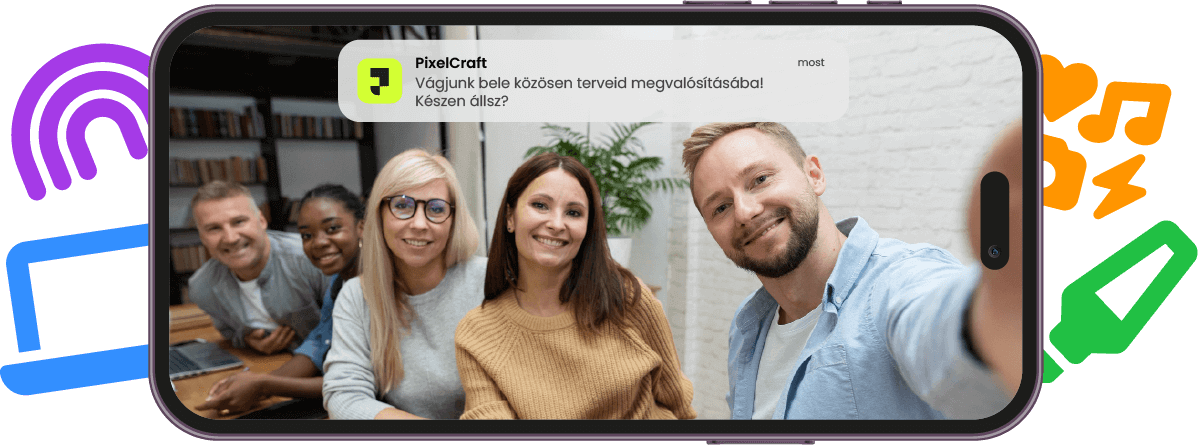 PixelCraft
most
Vágjunk bele közösen terveid megvalósításába!
Készen állsz?